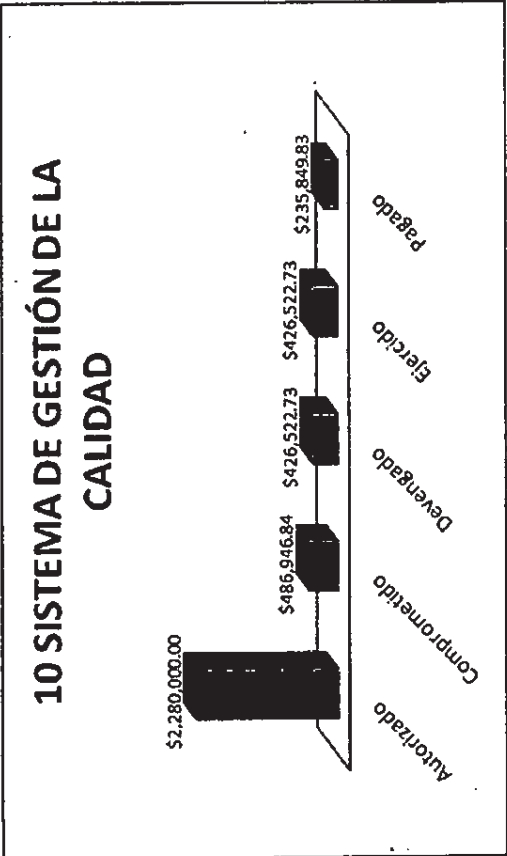 10 SISTEMA DE GESTIÓN DE LA
CALIDAD
$2,280,000.00
$486,946.84
$426,522.73
$426,522.73
$235,849.83
Autorizado
Comprometido
Devengado
Ejercido
Pagado